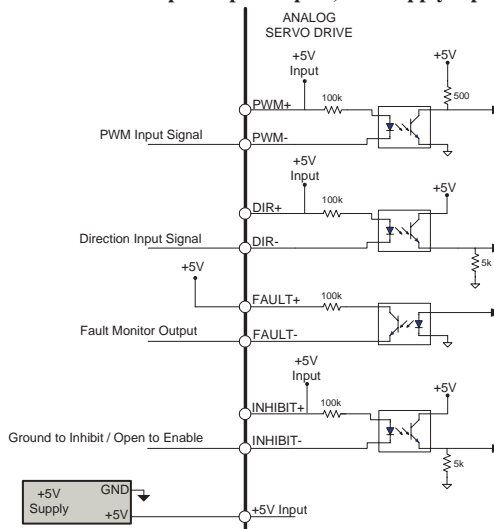 ANALOG
SERVO DRIVE
+5V
Input
+5V
500
100k
PWM+
PWM Input Signal
PWM-
+5V
Input
+5V
100k
DIR+
Direction Input Signal
DIR-
5k
+5V
FAULT+
100k
Fault Monitor Output
FAULT-
+5V
Input
+5V
100k
INHIBIT+
Ground to Inhibit / Open to Enable
INHIBIT-
5k
+5V
Supply
GND
+5V
+5V Input